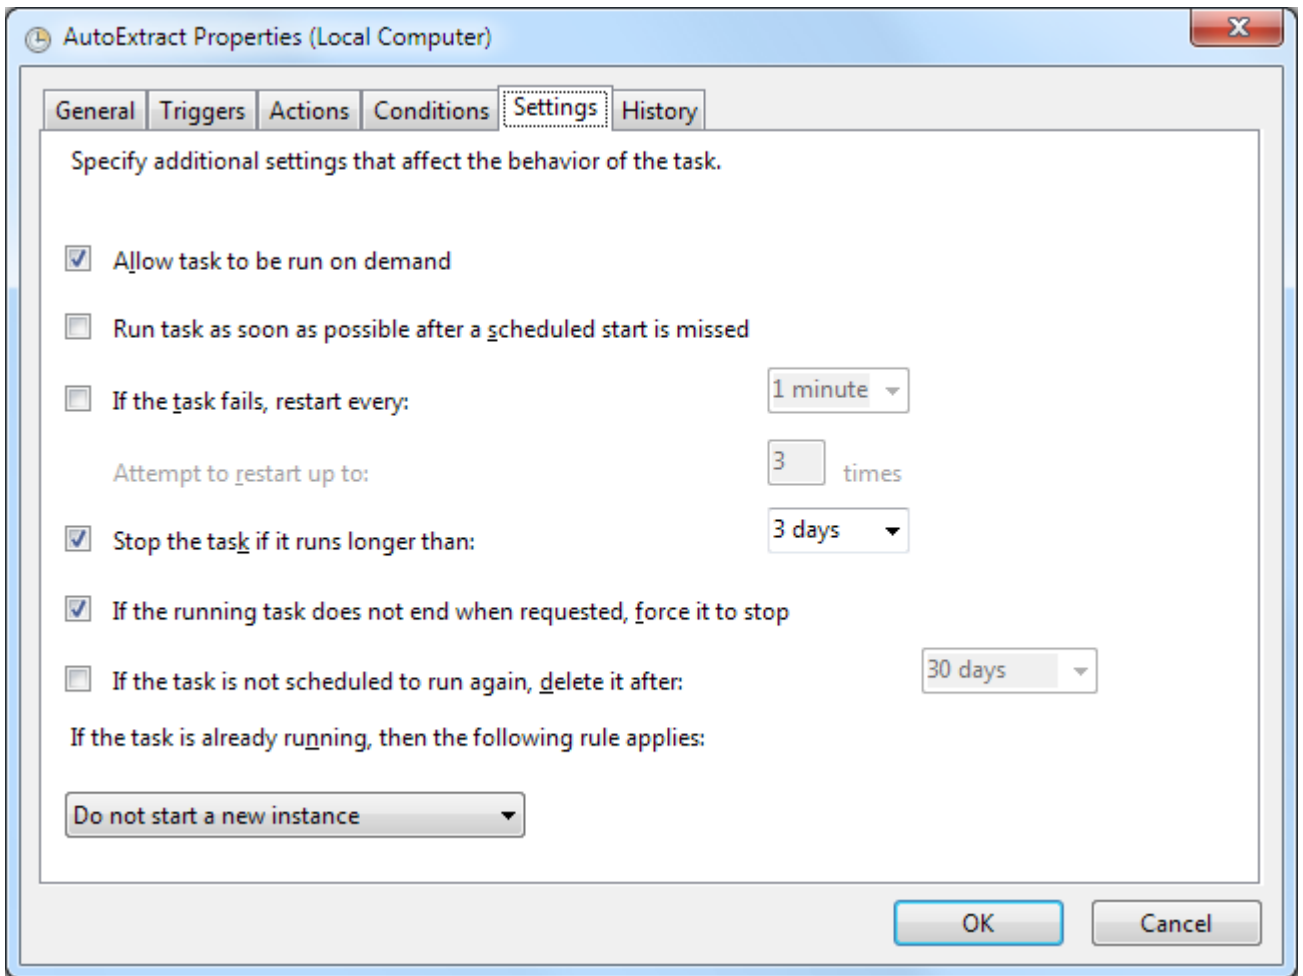 AutoExtract Properties (Local Computer)
General Triggers Actions Conditions Settings History
Specify additional settings that affect the behavior of the task.
Allow task to be run on demand
Run task as soon as possible after a scheduled start is missed
If the task fails, restart every: 1 minute
Attempt to restart up to: 3 times
Stop the task if it runs longer than: 3 days
If the running task does not end when requested, force it to stop
If the task is not scheduled to run again, delete it after: 30 days
If the task is already running, then the following rule applies:
Do not start a new instance
OK Cancel